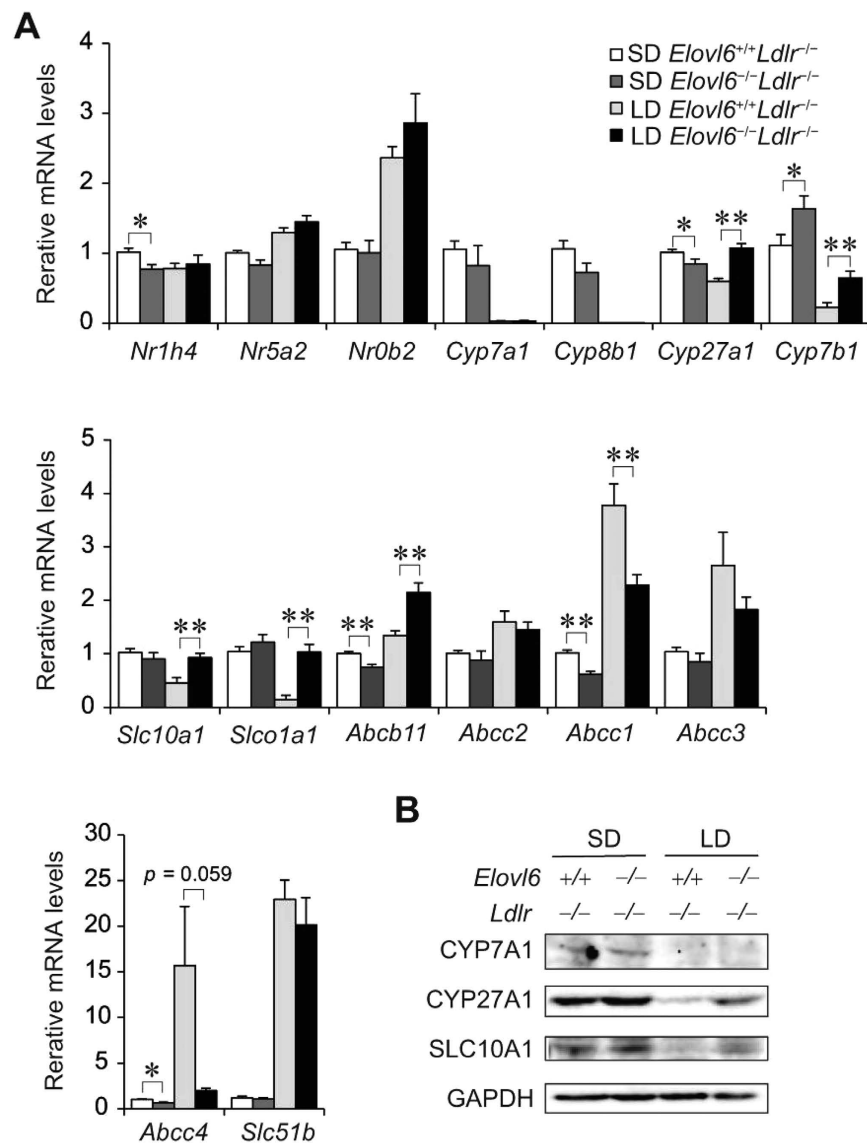 A
Rerative mRNA levels
4
3
2
1
0
SD Elovl6+/+Ldlr−/−
SD Elovl6−/−Ldlr−/−
LD Elovl6+/+Ldlr−/−
LD Elovl6−/−Ldlr−/−
*
*
**
*
**
Nr1h4 Nr5a2 Nr0b2 Cyp7a1 Cyp8b1 Cyp27a1 Cyp7b1
Rerative mRNA levels
5
4
3
2
1
0
**
**
**
**
**
**
Slc10a1 Slco1a1 Abcb11 Abcc2 Abcc1 Abcc3
Rerative mRNA levels
30
25
20
15
10
5
0
p = 0.059
*
Abcc4 Slc51b
B
SD LD
Elovl6 +/+ −/− +/+ −/−
Ldlr −/− −/− −/− −/−
CYP7A1
CYP27A1
SLC10A1
GAPDH